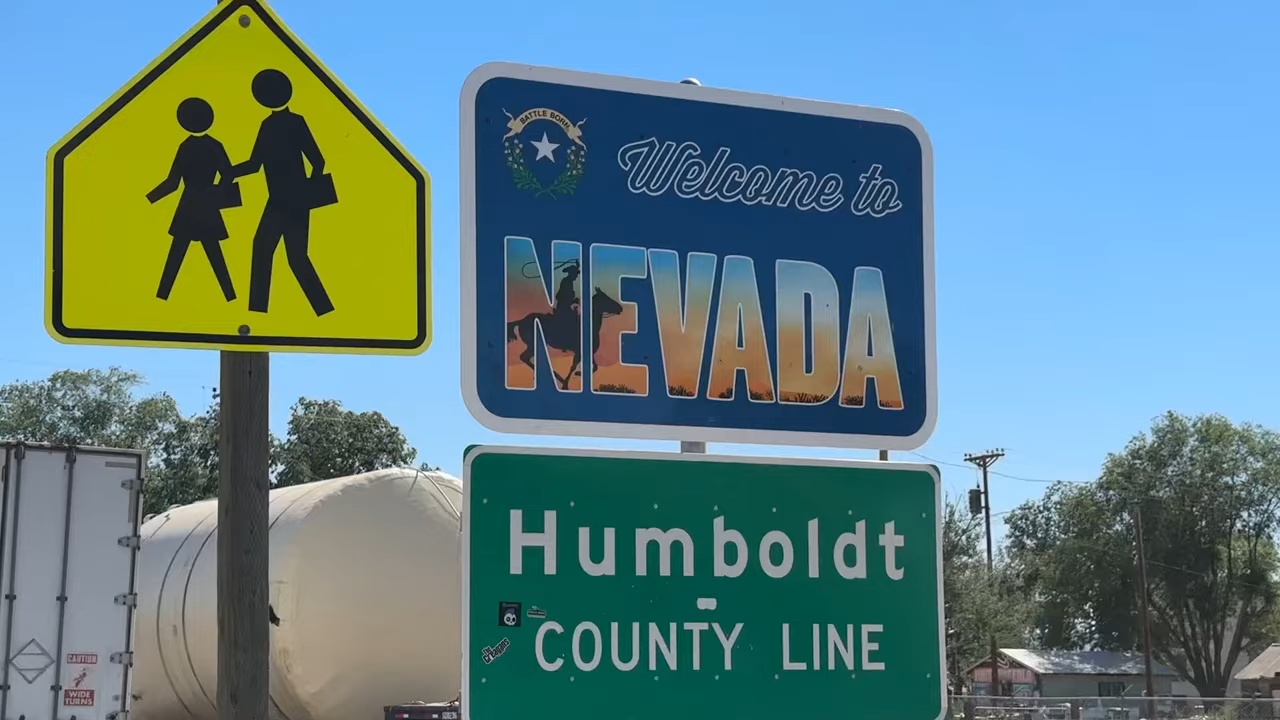 BATTLE BORN
Welcome to
NEVADA
Humboldt
COUNTY LINE
CAUTION
WIDE
TURNS